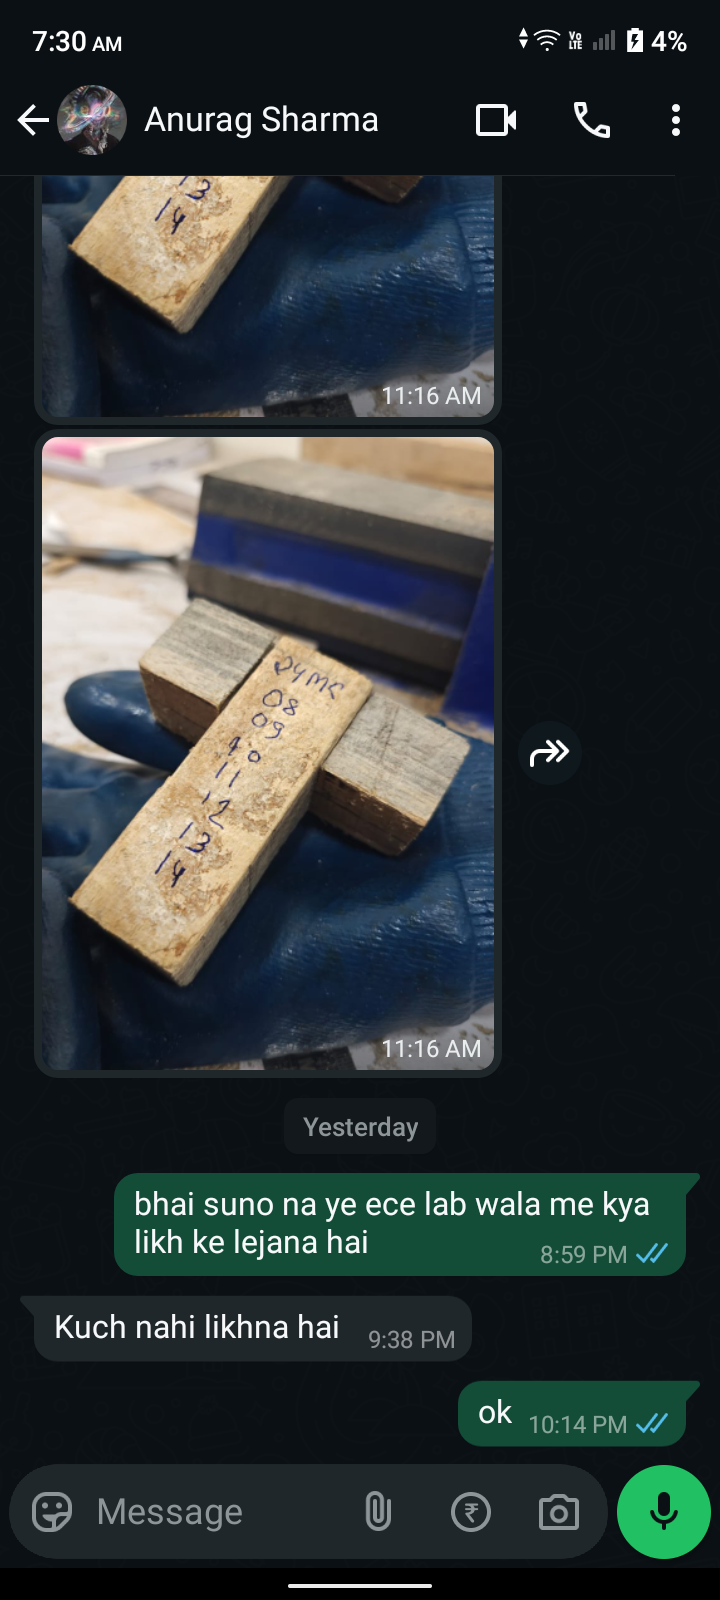 7:30 AM
Vo LTE
4%
Anurag Sharma
13
14
11:16 AM
08
09
10
11
12
13
14
11:16 AM
Yesterday
bhai suno na ye ece lab wala me kya
likh ke lejana hai
8:59 PM
Kuch nahi likhna hai
9:38 PM
ok
10:14 PM
Message